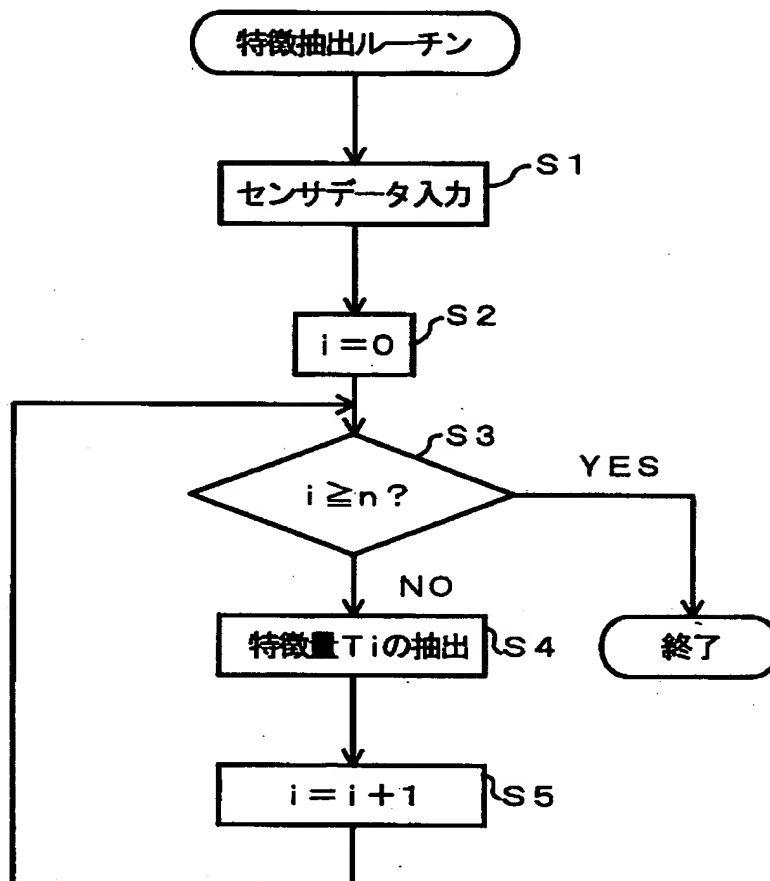 特徴抽出ルーチン
センサデータ入力
S1
i=0
S2
i≧n?
S3
YES
NO
特徴量Tiの抽出
S4
終了
i=i+1
S5